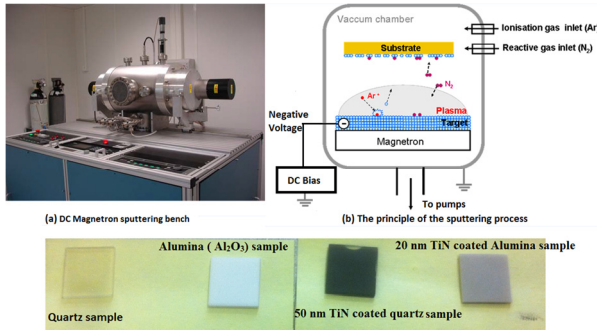 Vaccum chamber
Ionisation gas inlet (Ar
Substrate
Reactive gas inlet (N₂)
N₂
Ar⁺
Plasma
Negative
Voltage
Target
Magnetron
DC Bias
To pumps
(a) DC Magnetron sputtering bench
(b) The principle of the sputtering process
Alumina ( Al₂O₃) sample
20 nm TiN coated Alumina sample
Quartz sample
50 nm TiN coated quartz sample